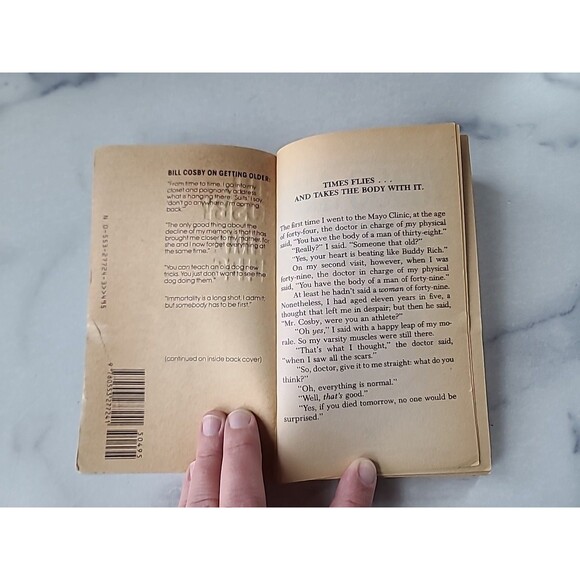 BILL COSBY ON GETTING OLDER:
"From time to time, I go into my
closet and poignantly address
what is hanging there. 'Suits,' I say,
'don't go anywhere. I'm coming
back.'"
"The only good thing about the
decline of my memory is that it has
brought me closer to my mother, for
she and I now forget everything at
the same time."
"You can teach an old dog new
tricks. You just don't want to see the
dog doing them."
"Immortality is a long shot, I admit,
but somebody has to be first."
(continued on inside back cover)
50495
TIMES FLIES . . .
AND TAKES THE BODY WITH IT.
The first time I went to the Mayo Clinic, at the age
of forty-four, the doctor in charge of my physical
said, "You have the body of a man of thirty-eight."
"Really?" I said. "Someone that old?"
"Yes, your heart is beating like Buddy Rich."
On my second visit, however, when I was
forty-nine, the doctor in charge of my physical
said, "You have the body of a man of forty-nine."
At least he hadn't said a woman of forty-nine.
Nonetheless, I had aged eleven years in five, a
thought that left me in despair; but then he said,
"Mr. Cosby, were you an athlete?"
"Oh yes," I said with a happy leap of my mo-
rale. So my varsity muscles were still there.
"That's what I thought," the doctor said,
"when I saw all the scars."
"So, doctor, give it to me straight: what do you
think?"
"Oh, everything is normal."
"Well, that's good."
"Yes, if you died tomorrow, no one would be
surprised."